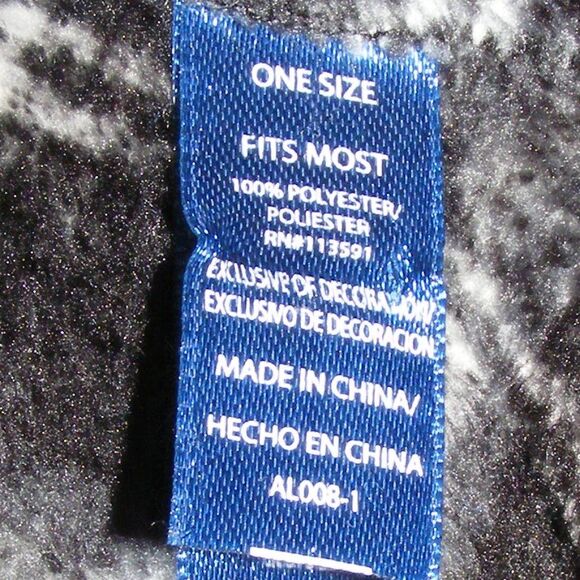 ONE SIZE
FITS MOST
100% POLYESTER/
POLIESTER
RN#113591
EXCLUSIVE OF DECORATION/
EXCLUSIVO DE DECORACION
MADE IN CHINA/
HECHO EN CHINA
AL008-1